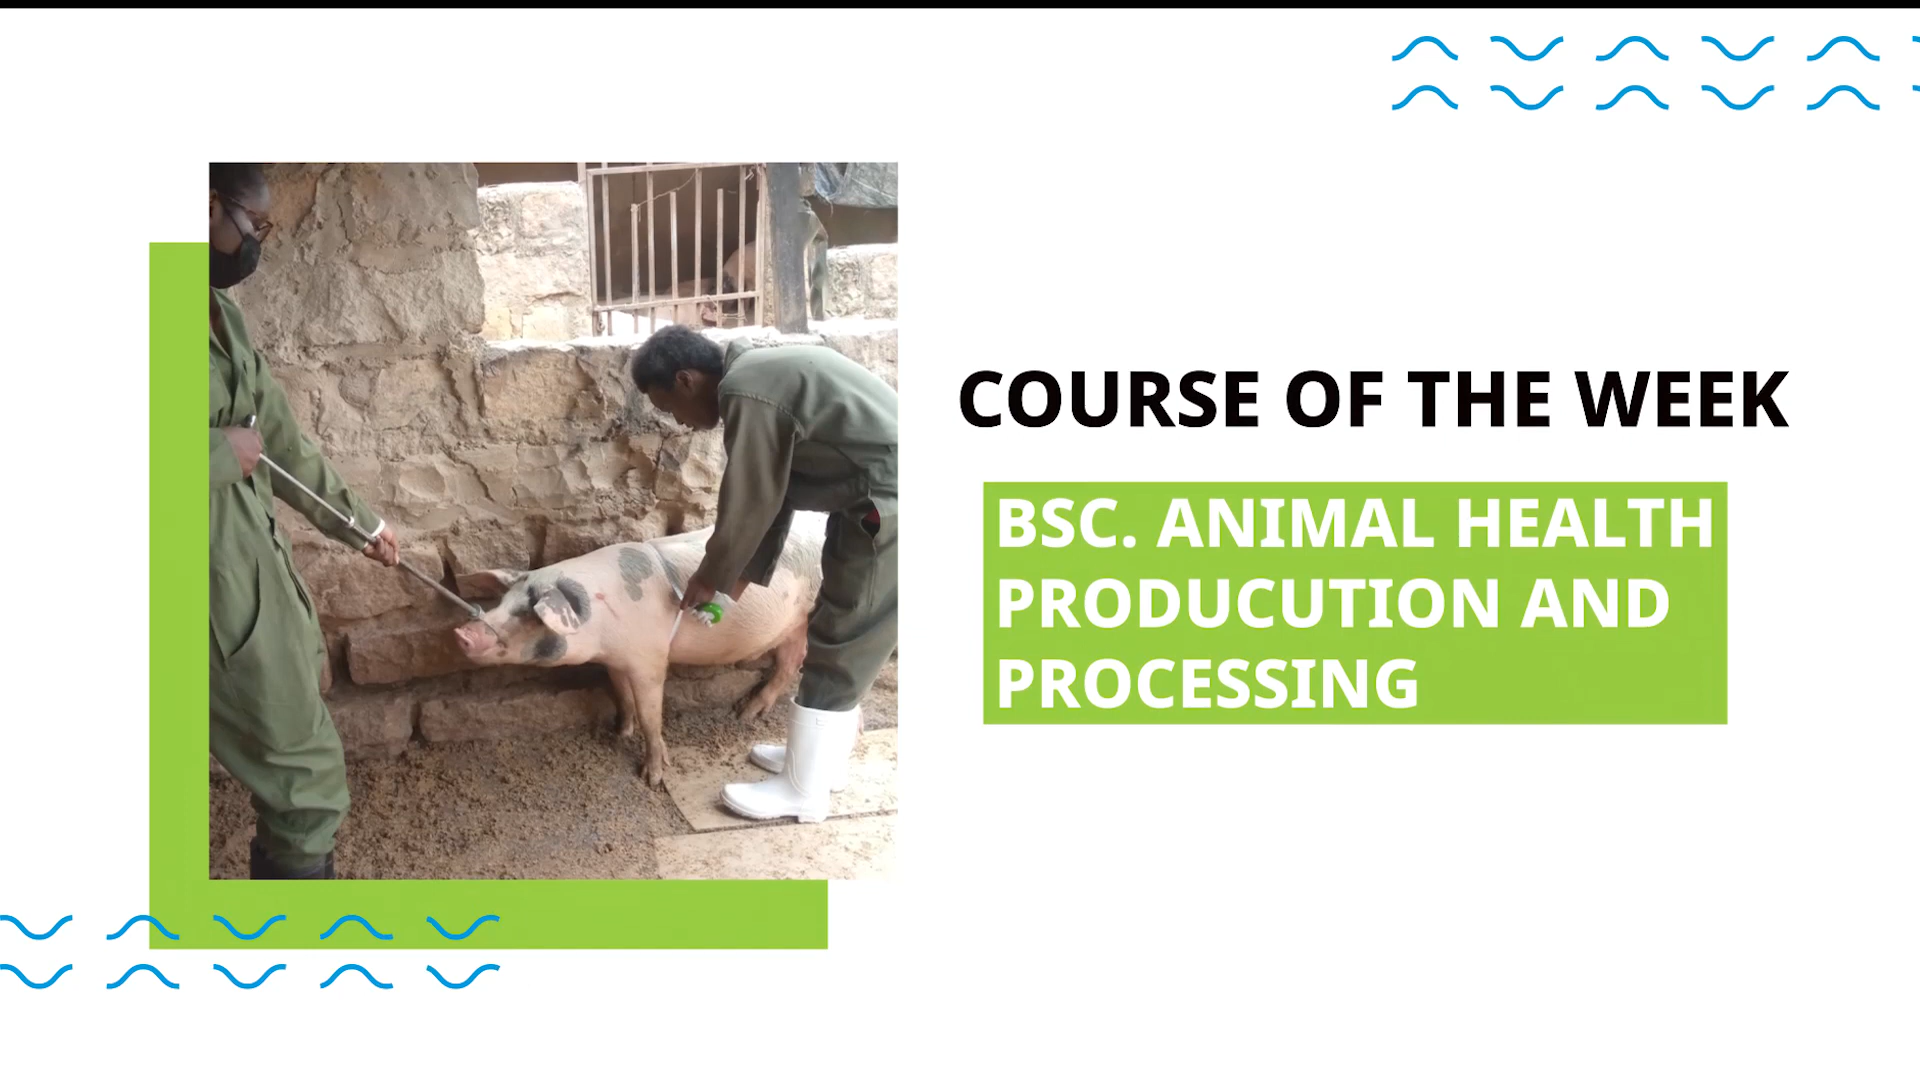 COURSE OF THE WEEK
BSC. ANIMAL HEALTH
PRODUCUTION AND
PROCESSING